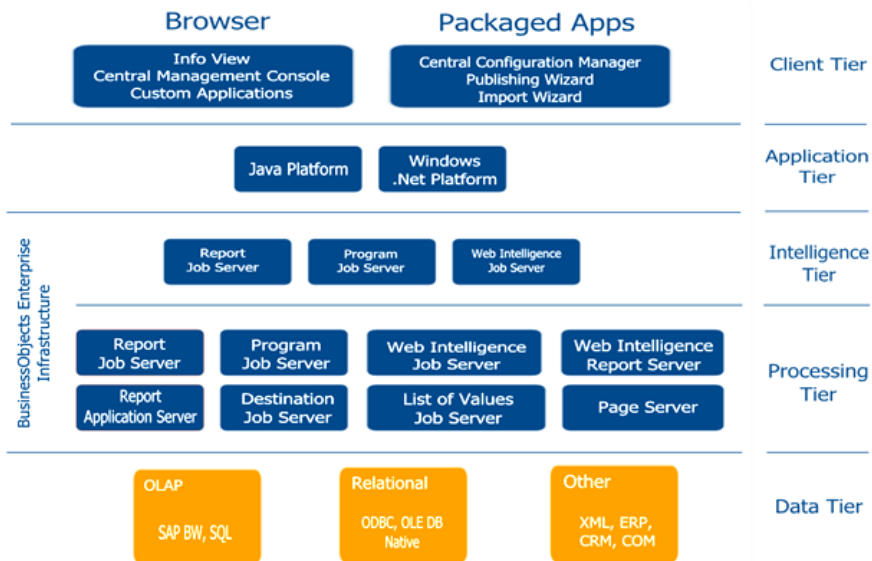 Browser
Packaged Apps
Info View
Central Management Console
Custom Applications
Central Configuration Manager
Publishing Wizard
Import Wizard
Client Tier
Java Platform
Windows
.Net Platform
Application
Tier
BusinessObjects Enterprise
Infrastructure
Report
Job Server
Program
Job Server
Web Intelligence
Job Server
Intelligence
Tier
Report
Job Server
Program
Job Server
Web Intelligence
Job Server
Web Intelligence
Report Server
Report
Application Server
Destination
Job Server
List of Values
Job Server
Page Server
Processing
Tier
OLAP
SAP BW, SQL
Relational
ODBC, OLE DB
Native
Other
XML, ERP,
CRM, COM
Data Tier